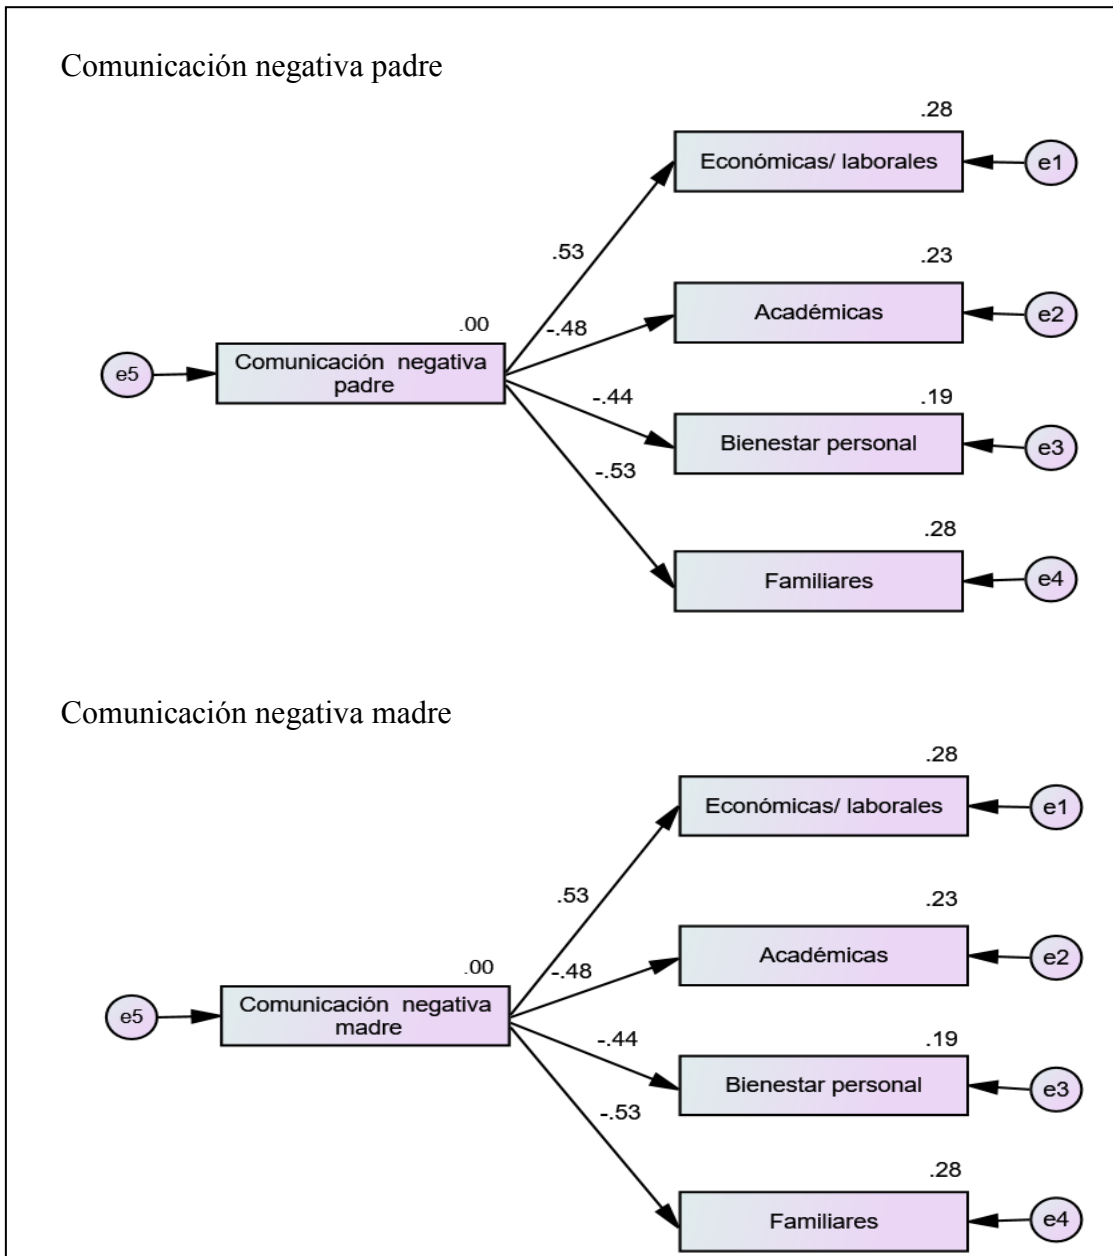 Comunicación negativa padre
.28
Económicas/ laborales
e1
.53
.23
Académicas
e2
-.48
.00
Comunicación negativa
padre
e5
-.44
.19
Bienestar personal
e3
-.53
.28
Familiares
e4
Comunicación negativa madre
.28
Económicas/ laborales
e1
.53
.23
Académicas
e2
-.48
.00
Comunicación negativa
madre
e5
-.44
.19
Bienestar personal
e3
-.53
.28
Familiares
e4